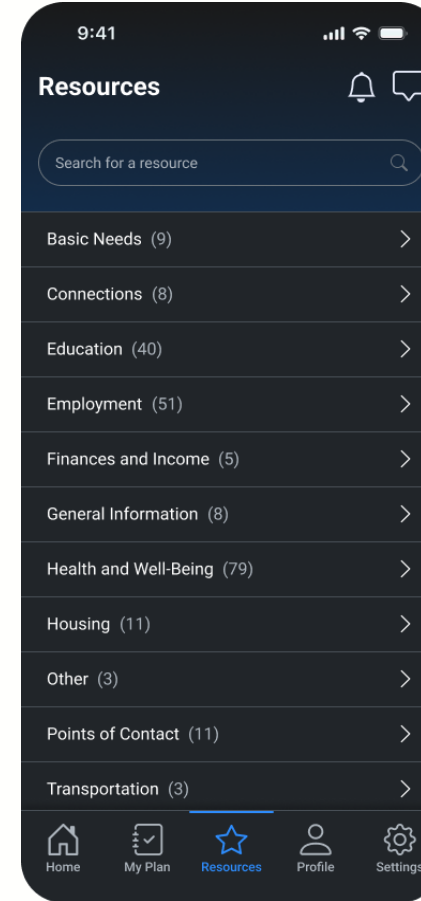 9:41
Resources
Search for a resource
Basic Needs (9)
Connections (8)
Education (40)
Employment (51)
Finances and Income (5)
General Information (8)
Health and Well-Being (79)
Housing (11)
Other (3)
Points of Contact (11)
Transportation (3)
Home My Plan Resources Profile Settings